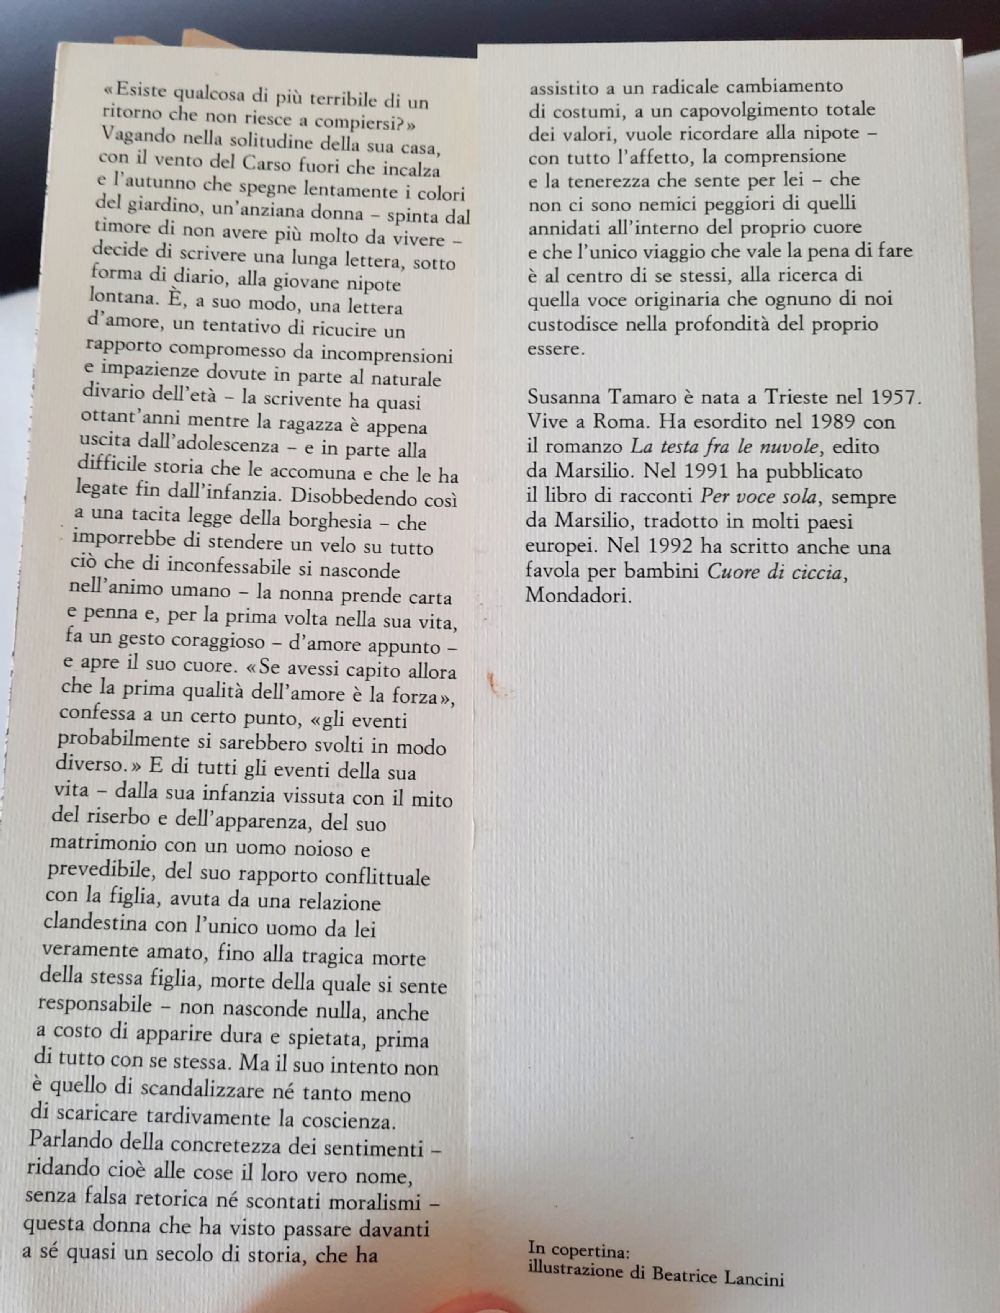 «Esiste qualcosa di più terribile di un
ritorno che non riesce a compiersi?»
Vagando nella solitudine della sua casa,
con il vento del Carso fuori che incalza
e l'autunno che spegne lentamente i colori
del giardino, un'anziana donna – spinta dal
timore di non avere più molto da vivere –
decide di scrivere una lunga lettera, sotto
forma di diario, alla giovane nipote
lontana. È, a suo modo, una lettera
d'amore, un tentativo di ricucire un
rapporto compromesso da incomprensioni
e impazienze dovute in parte al naturale
divario dell'età – la scrivente ha quasi
ottant'anni mentre la ragazza è appena
uscita dall'adolescenza – e in parte alla
difficile storia che le accomuna e che le ha
legate fin dall'infanzia. Disobbedendo così
a una tacita legge della borghesia – che
imporrebbe di stendere un velo su tutto
ciò che di inconfessabile si nasconde
nell'animo umano – la nonna prende carta
e penna e, per la prima volta nella sua vita,
fa un gesto coraggioso – d'amore appunto –
e apre il suo cuore. «Se avessi capito allora
che la prima qualità dell'amore è la forza»,
confessa a un certo punto, «gli eventi
probabilmente si sarebbero svolti in modo
diverso.» E di tutti gli eventi della sua
vita – dalla sua infanzia vissuta con il mito
del riserbo e dell'apparenza, del suo
matrimonio con un uomo noioso e
prevedibile, del suo rapporto conflittuale
con la figlia, avuta da una relazione
clandestina con l'unico uomo da lei
veramente amato, fino alla tragica morte
della stessa figlia, morte della quale si sente
responsabile – non nasconde nulla, anche
a costo di apparire dura e spietata, prima
di tutto con se stessa. Ma il suo intento non
è quello di scandalizzare né tanto meno
di scaricare tardivamente la coscienza.
Parlando della concretezza dei sentimenti –
ridando cioè alle cose il loro vero nome,
senza falsa retorica né scontati moralismi –
questa donna che ha visto passare davanti
a sé quasi un secolo di storia, che ha
assistito a un radicale cambiamento
di costumi, a un capovolgimento totale
dei valori, vuole ricordare alla nipote –
con tutto l'affetto, la comprensione
e la tenerezza che sente per lei – che
non ci sono nemici peggiori di quelli
annidati all'interno del proprio cuore
e che l'unico viaggio che vale la pena di fare
è al centro di se stessi, alla ricerca di
quella voce originaria che ognuno di noi
custodisce nella profondità del proprio
essere.
Susanna Tamaro è nata a Trieste nel 1957.
Vive a Roma. Ha esordito nel 1989 con
il romanzo La testa fra le nuvole, edito
da Marsilio. Nel 1991 ha pubblicato
il libro di racconti Per voce sola, sempre
da Marsilio, tradotto in molti paesi
europei. Nel 1992 ha scritto anche una
favola per bambini Cuore di ciccia,
Mondadori.
In copertina:
illustrazione di Beatrice Lancini